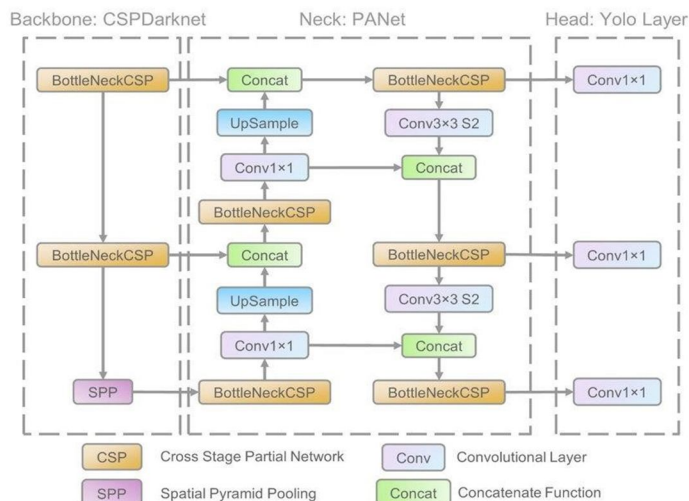 Backbone: CSPDarknet Neck: PANet Head: Yolo Layer
BottleNeckCSP Concat BottleNeckCSP Conv1×1
UpSample Conv3×3 S2
Conv1×1 Concat
BottleNeckCSP
BottleNeckCSP Concat BottleNeckCSP Conv1×1
UpSample Conv3×3 S2
Conv1×1 Concat
SPP BottleNeckCSP BottleNeckCSP Conv1×1
CSP Cross Stage Partial Network Conv Convolutional Layer
SPP Spatial Pyramid Pooling Concat Concatenate Function